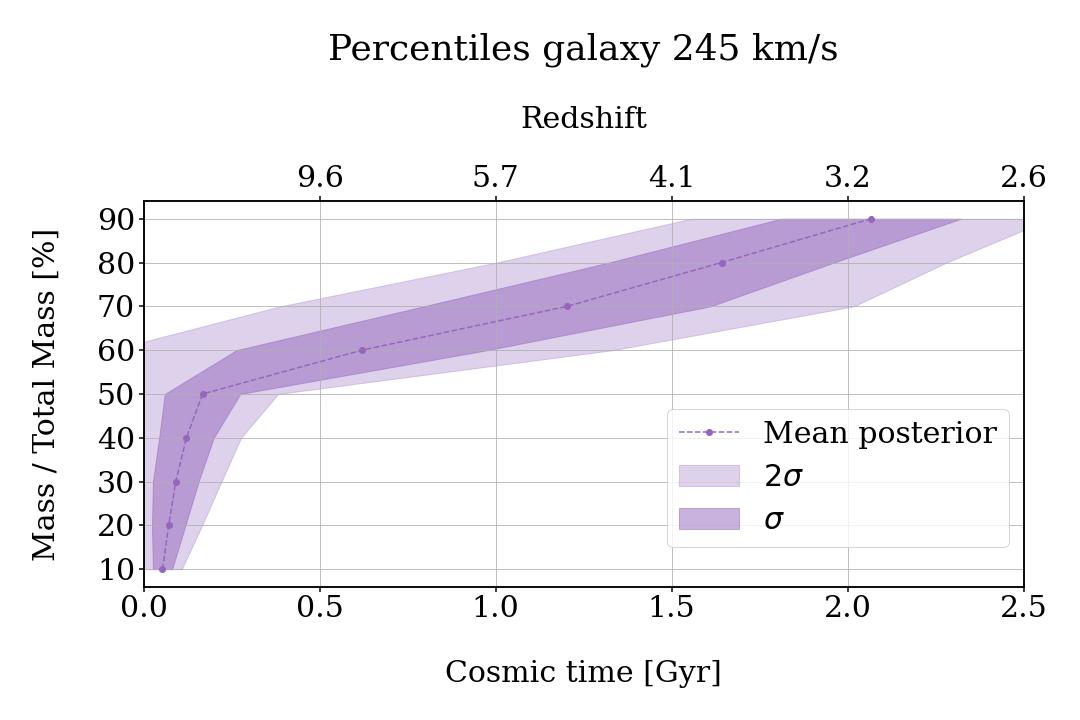 Percentiles galaxy 245 km/s
Redshift
9.6 5.7 4.1 3.2 2.6
Mass / Total Mass [%]
90
80
70
60
50
40
30
20
10
Mean posterior
2σ
σ
0.0 0.5 1.0 1.5 2.0 2.5
Cosmic time [Gyr]